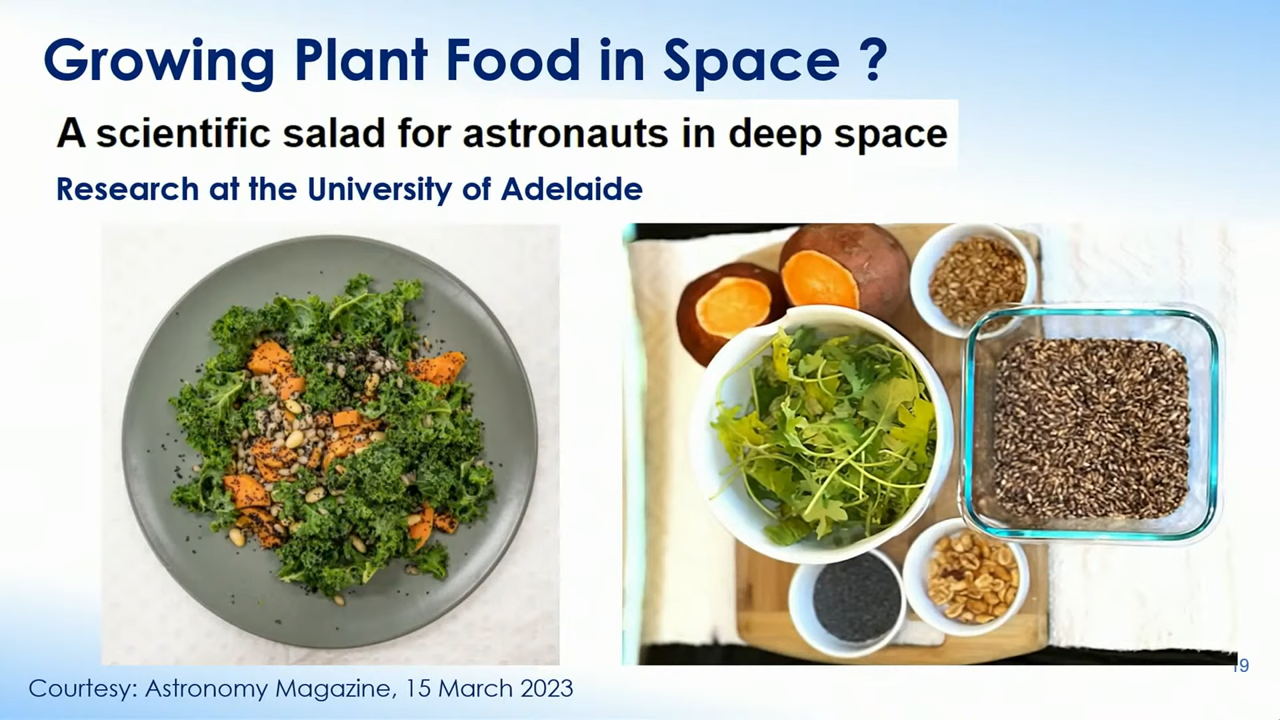 Growing Plant Food in Space ?
A scientific salad for astronauts in deep space
Research at the University of Adelaide
19
Courtesy: Astronomy Magazine, 15 March 2023